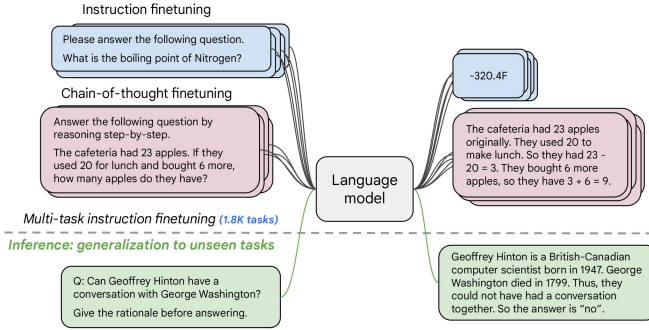 Instruction finetuning
Please answer the following question.
What is the boiling point of Nitrogen?
-320.4F
Chain-of-thought finetuning
Answer the following question by
reasoning step-by-step.
The cafeteria had 23 apples. If they
used 20 for lunch and bought 6 more,
how many apples do they have?
Language
model
The cafeteria had 23 apples
originally. They used 20 to
make lunch. So they had 23 -
20 = 3. They bought 6 more
apples, so they have 3 + 6 = 9.
Multi-task instruction finetuning (1.8K tasks)
Inference: generalization to unseen tasks
Q: Can Geoffrey Hinton have a
conversation with George Washington?
Give the rationale before answering.
Geoffrey Hinton is a British-Canadian
computer scientist born in 1947. George
Washington died in 1799. Thus, they
could not have had a conversation
together. So the answer is “no”.